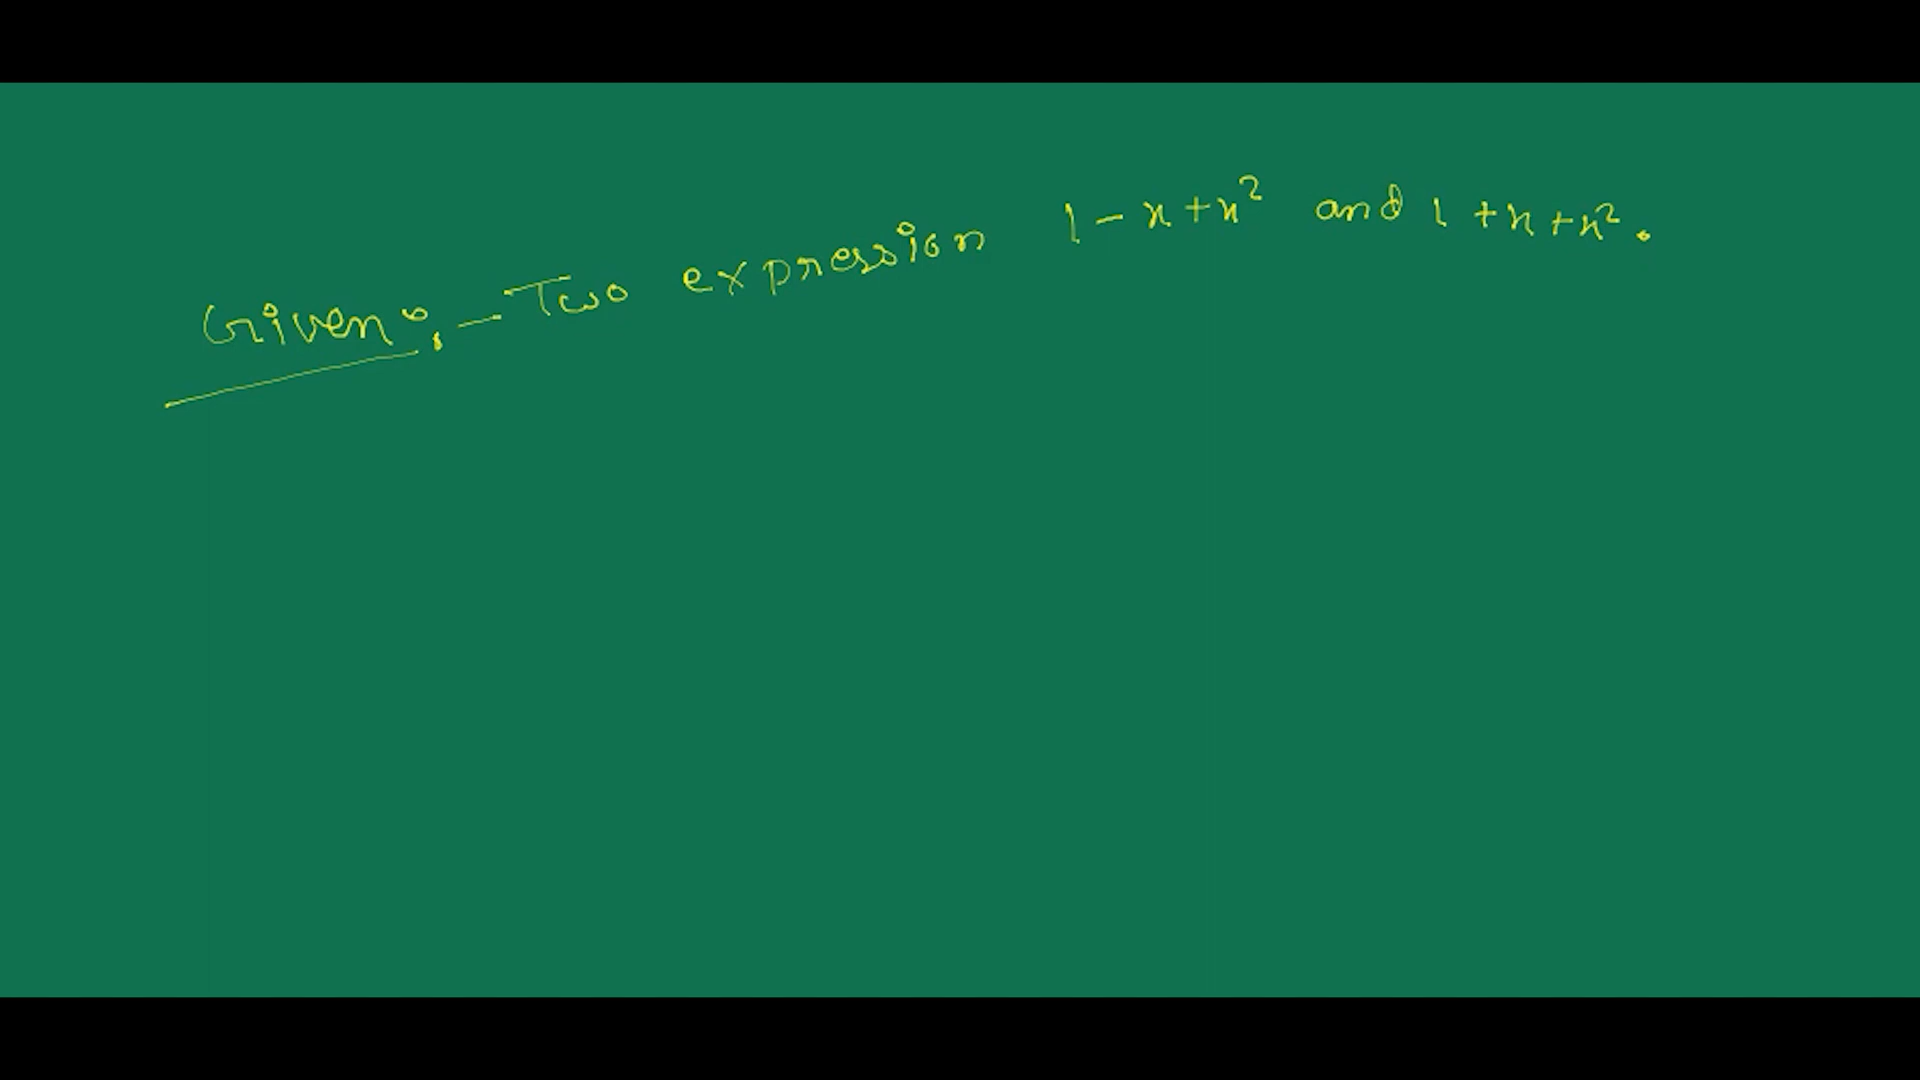 Given:- Two expression 1-x+x² and 1+x+x².